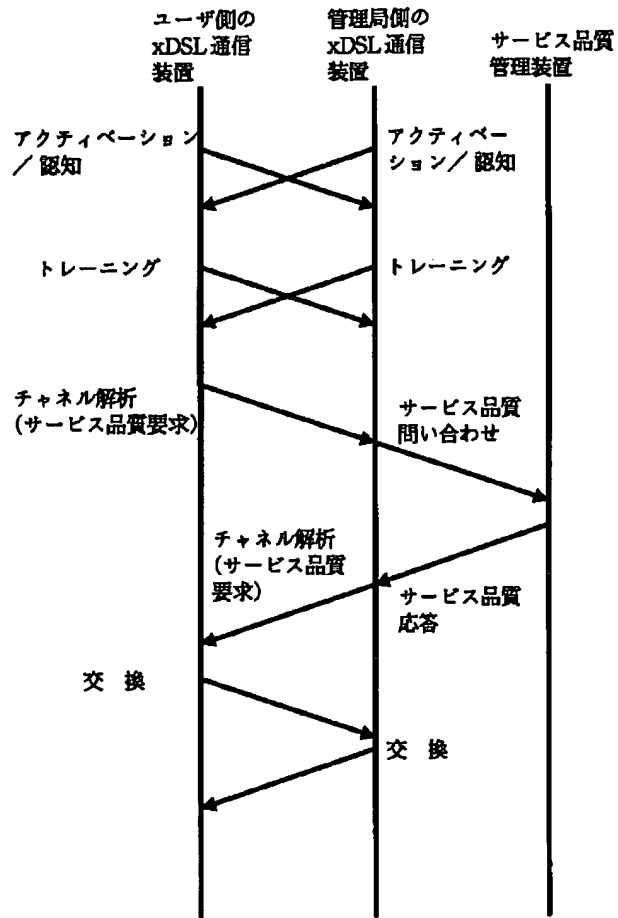 ユーザ側の
xDSL通信
装置
管理局側の
xDSL通信
装置
サービス品質
管理装置
アクティベーション
／認知
アクティベー
ション／認知
トレーニング
トレーニング
チャネル解析
(サービス品質要求)
サービス品質
問い合わせ
チャネル解析
(サービス品質
要求)
サービス品質
応答
交 換
交 換